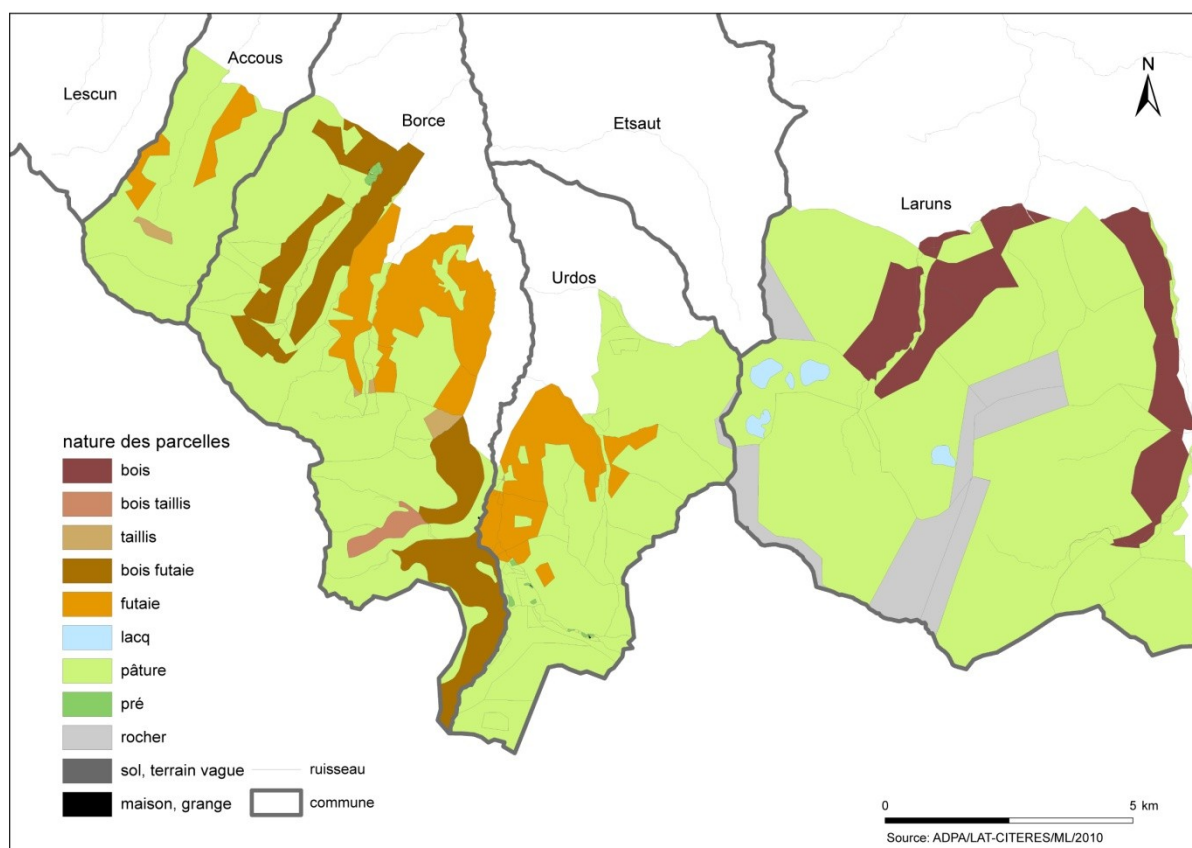 Accous
Lescun
Borce
Etsaut
N
Laruns
Urdos
nature des parcelles
bois
bois taillis
taillis
bois futaie
futaie
lacq
pâture
pré
rocher
sol, terrain vague
maison, grange
ruisseau
commune
0 5 km
Source: ADPA/LAT-CITERES/ML/2010